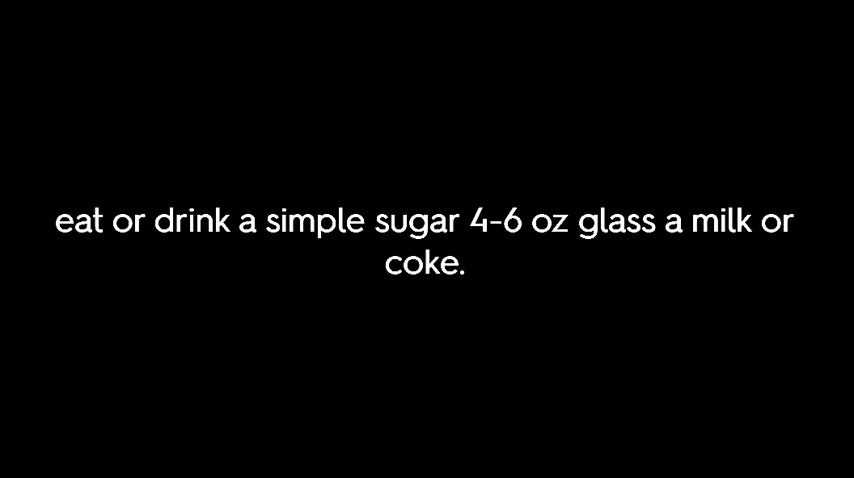 eat or drink a simple sugar 4-6 oz glass a milk or
coke.